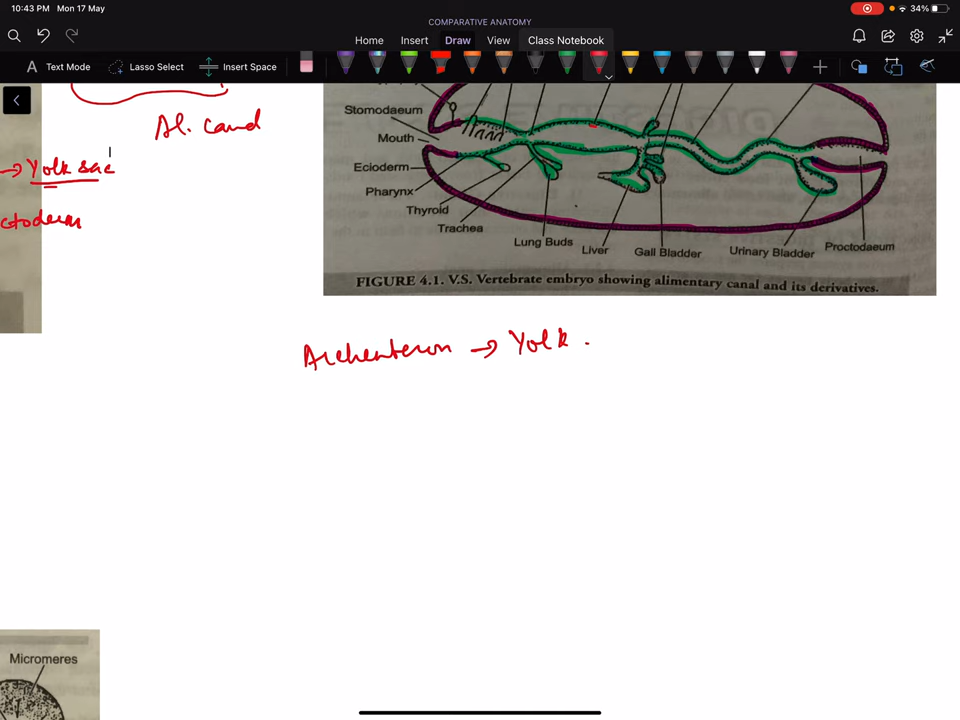 10:43 PM Mon 17 May
34%
COMPARATIVE ANATOMY
Home Insert Draw View Class Notebook
Text Mode Lasso Select Insert Space
Al. canal
Stomodaeum
Mouth
→ Yolk sac
Ecioderm
Pharynx
Thyroid
ctoderm
Trachea
Lung Buds
Liver
Gall Bladder
Urinary Bladder
Proctodaeum
FIGURE 4.1. V.S. Vertebrate embryo showing alimentary canal and its derivatives.
Archenteron → Yolk .
Micromeres